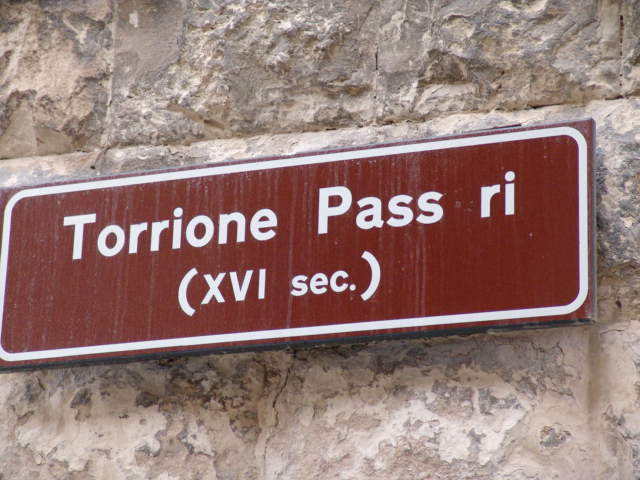 Torrione Pass ri
(XVI sec.)